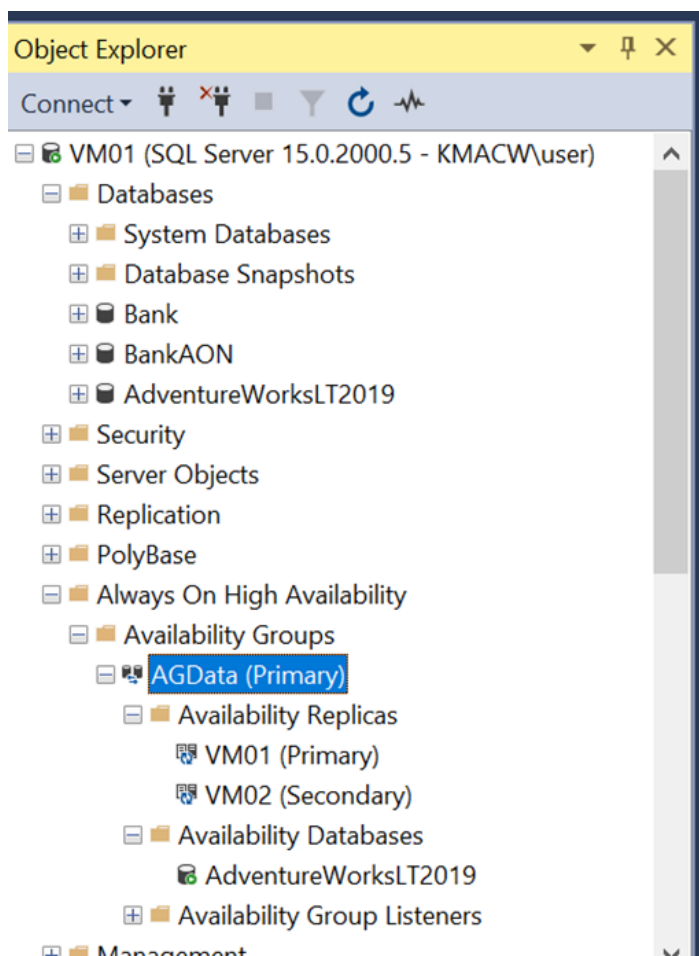 Object Explorer
Connect
VM01 (SQL Server 15.0.2000.5 - KMACW\user)
Databases
System Databases
Database Snapshots
Bank
BankAON
AdventureWorksLT2019
Security
Server Objects
Replication
PolyBase
Always On High Availability
Availability Groups
AGData (Primary)
Availability Replicas
VM01 (Primary)
VM02 (Secondary)
Availability Databases
AdventureWorksLT2019
Availability Group Listeners
Management